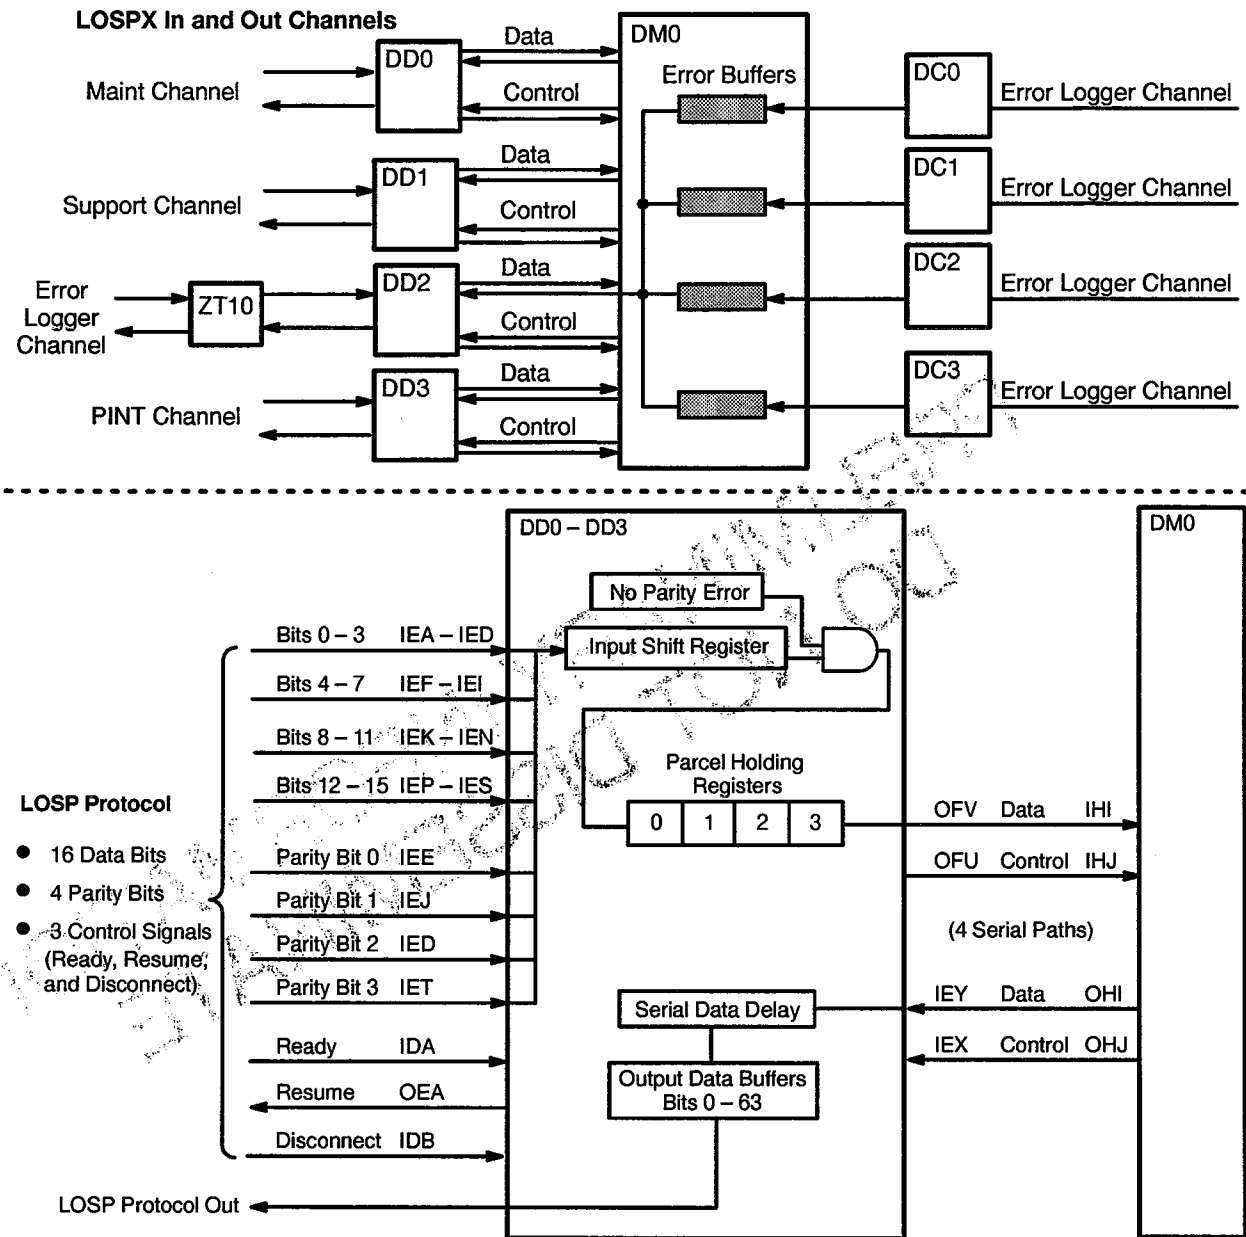 LOSPX In and Out Channels
Data
DM0
DD0
Error Buffers
DC0
Maint Channel
Control
Error Logger Channel
Data
DD1
DC1
Support Channel
Control
Error Logger Channel
Data
DD2
DC2
Error
Logger
Channel
ZT10
Control
Error Logger Channel
Data
DD3
DC3
PINT Channel
Control
Error Logger Channel
DD0 – DD3
DM0
No Parity Error
Bits 0 – 3 IEA – IED
Input Shift Register
Bits 4 – 7 IEF – IEI
Bits 8 – 11 IEK – IEN
Parcel Holding
Registers
Bits 12 – 15 IEP – IES
0 1 2 3
OFV Data IHI
LOSP Protocol
• 16 Data Bits
• 4 Parity Bits
• 3 Control Signals
(Ready, Resume,
and Disconnect)
Parity Bit 0 IEE
OFU Control IHJ
Parity Bit 1 IEJ
(4 Serial Paths)
Parity Bit 2 IED
Parity Bit 3 IET
Serial Data Delay
IEY Data OHI
Ready IDA
IEX Control OHJ
Resume OEA
Output Data Buffers
Bits 0 – 63
Disconnect IDB
LOSP Protocol Out